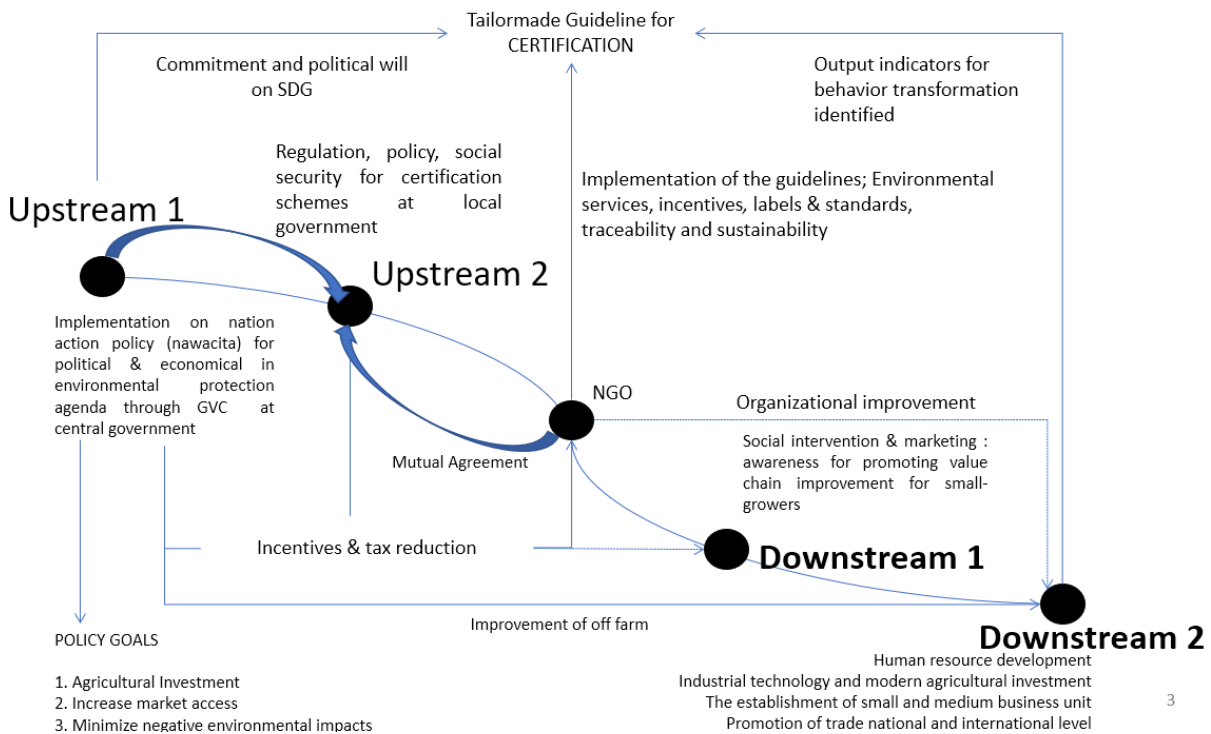 Tailormade Guideline for
CERTIFICATION
Commitment and political will
on SDG
Output indicators for
behavior transformation
identified
Regulation, policy, social
security for certification
schemes at local
government
Implementation of the guidelines; Environmental
services, incentives, labels & standards,
traceability and sustainability
Upstream 1
Upstream 2
Implementation on nation
action policy (nawacita) for
political & economical in
environmental protection
agenda through GVC at
central government
NGO
Organizational improvement
Mutual Agreement
Social intervention & marketing :
awareness for promoting value
chain improvement for small-
growers
Incentives & tax reduction
Downstream 1
Improvement of off farm
Downstream 2
POLICY GOALS
1. Agricultural Investment
2. Increase market access
3. Minimize negative environmental impacts
Human resource development
Industrial technology and modern agricultural investment
The establishment of small and medium business unit
Promotion of trade national and international level
3